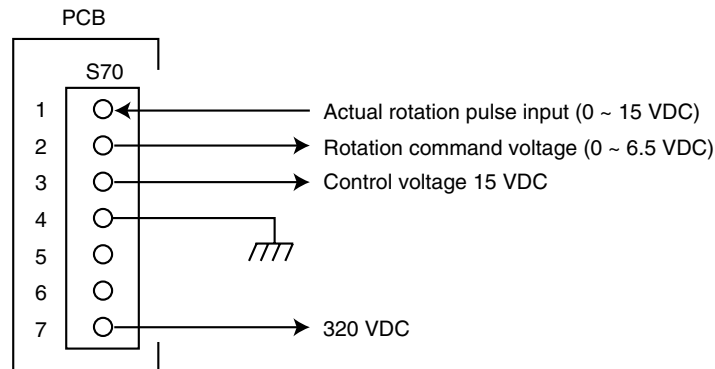 PCB
S70
1 Actual rotation pulse input (0 ~ 15 VDC)
2 Rotation command voltage (0 ~ 6.5 VDC)
3 Control voltage 15 VDC
4
5
6
7 320 VDC